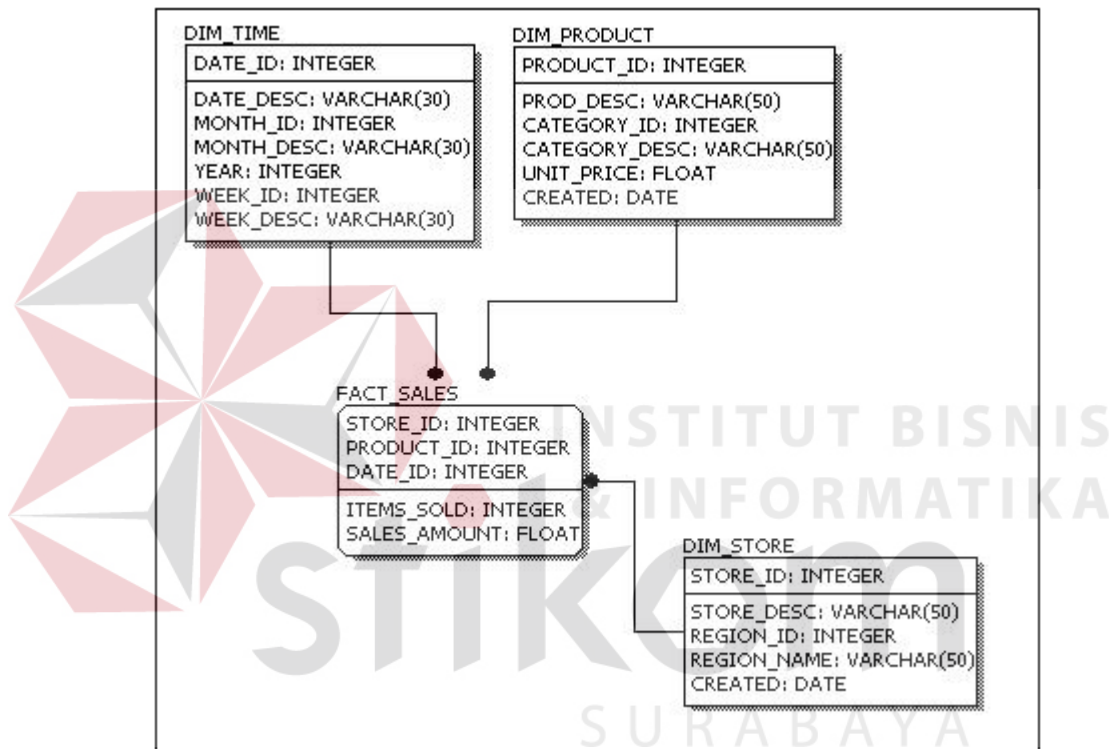 DIM_TIME
DATE_ID: INTEGER
DATE_DESC: VARCHAR(30)
MONTH_ID: INTEGER
MONTH_DESC: VARCHAR(30)
YEAR: INTEGER
WEEK_ID: INTEGER
WEEK_DESC: VARCHAR(30)
DIM_PRODUCT
PRODUCT_ID: INTEGER
PROD_DESC: VARCHAR(50)
CATEGORY_ID: INTEGER
CATEGORY_DESC: VARCHAR(50)
UNIT_PRICE: FLOAT
CREATED: DATE
FACT_SALES
STORE_ID: INTEGER
PRODUCT_ID: INTEGER
DATE_ID: INTEGER
ITEMS_SOLD: INTEGER
SALES_AMOUNT: FLOAT
DIM_STORE
STORE_ID: INTEGER
STORE_DESC: VARCHAR(50)
REGION_ID: INTEGER
REGION_NAME: VARCHAR(50)
CREATED: DATE
INSTITUT BISNIS
& INFORMATIKA
stikom
SURABAYA